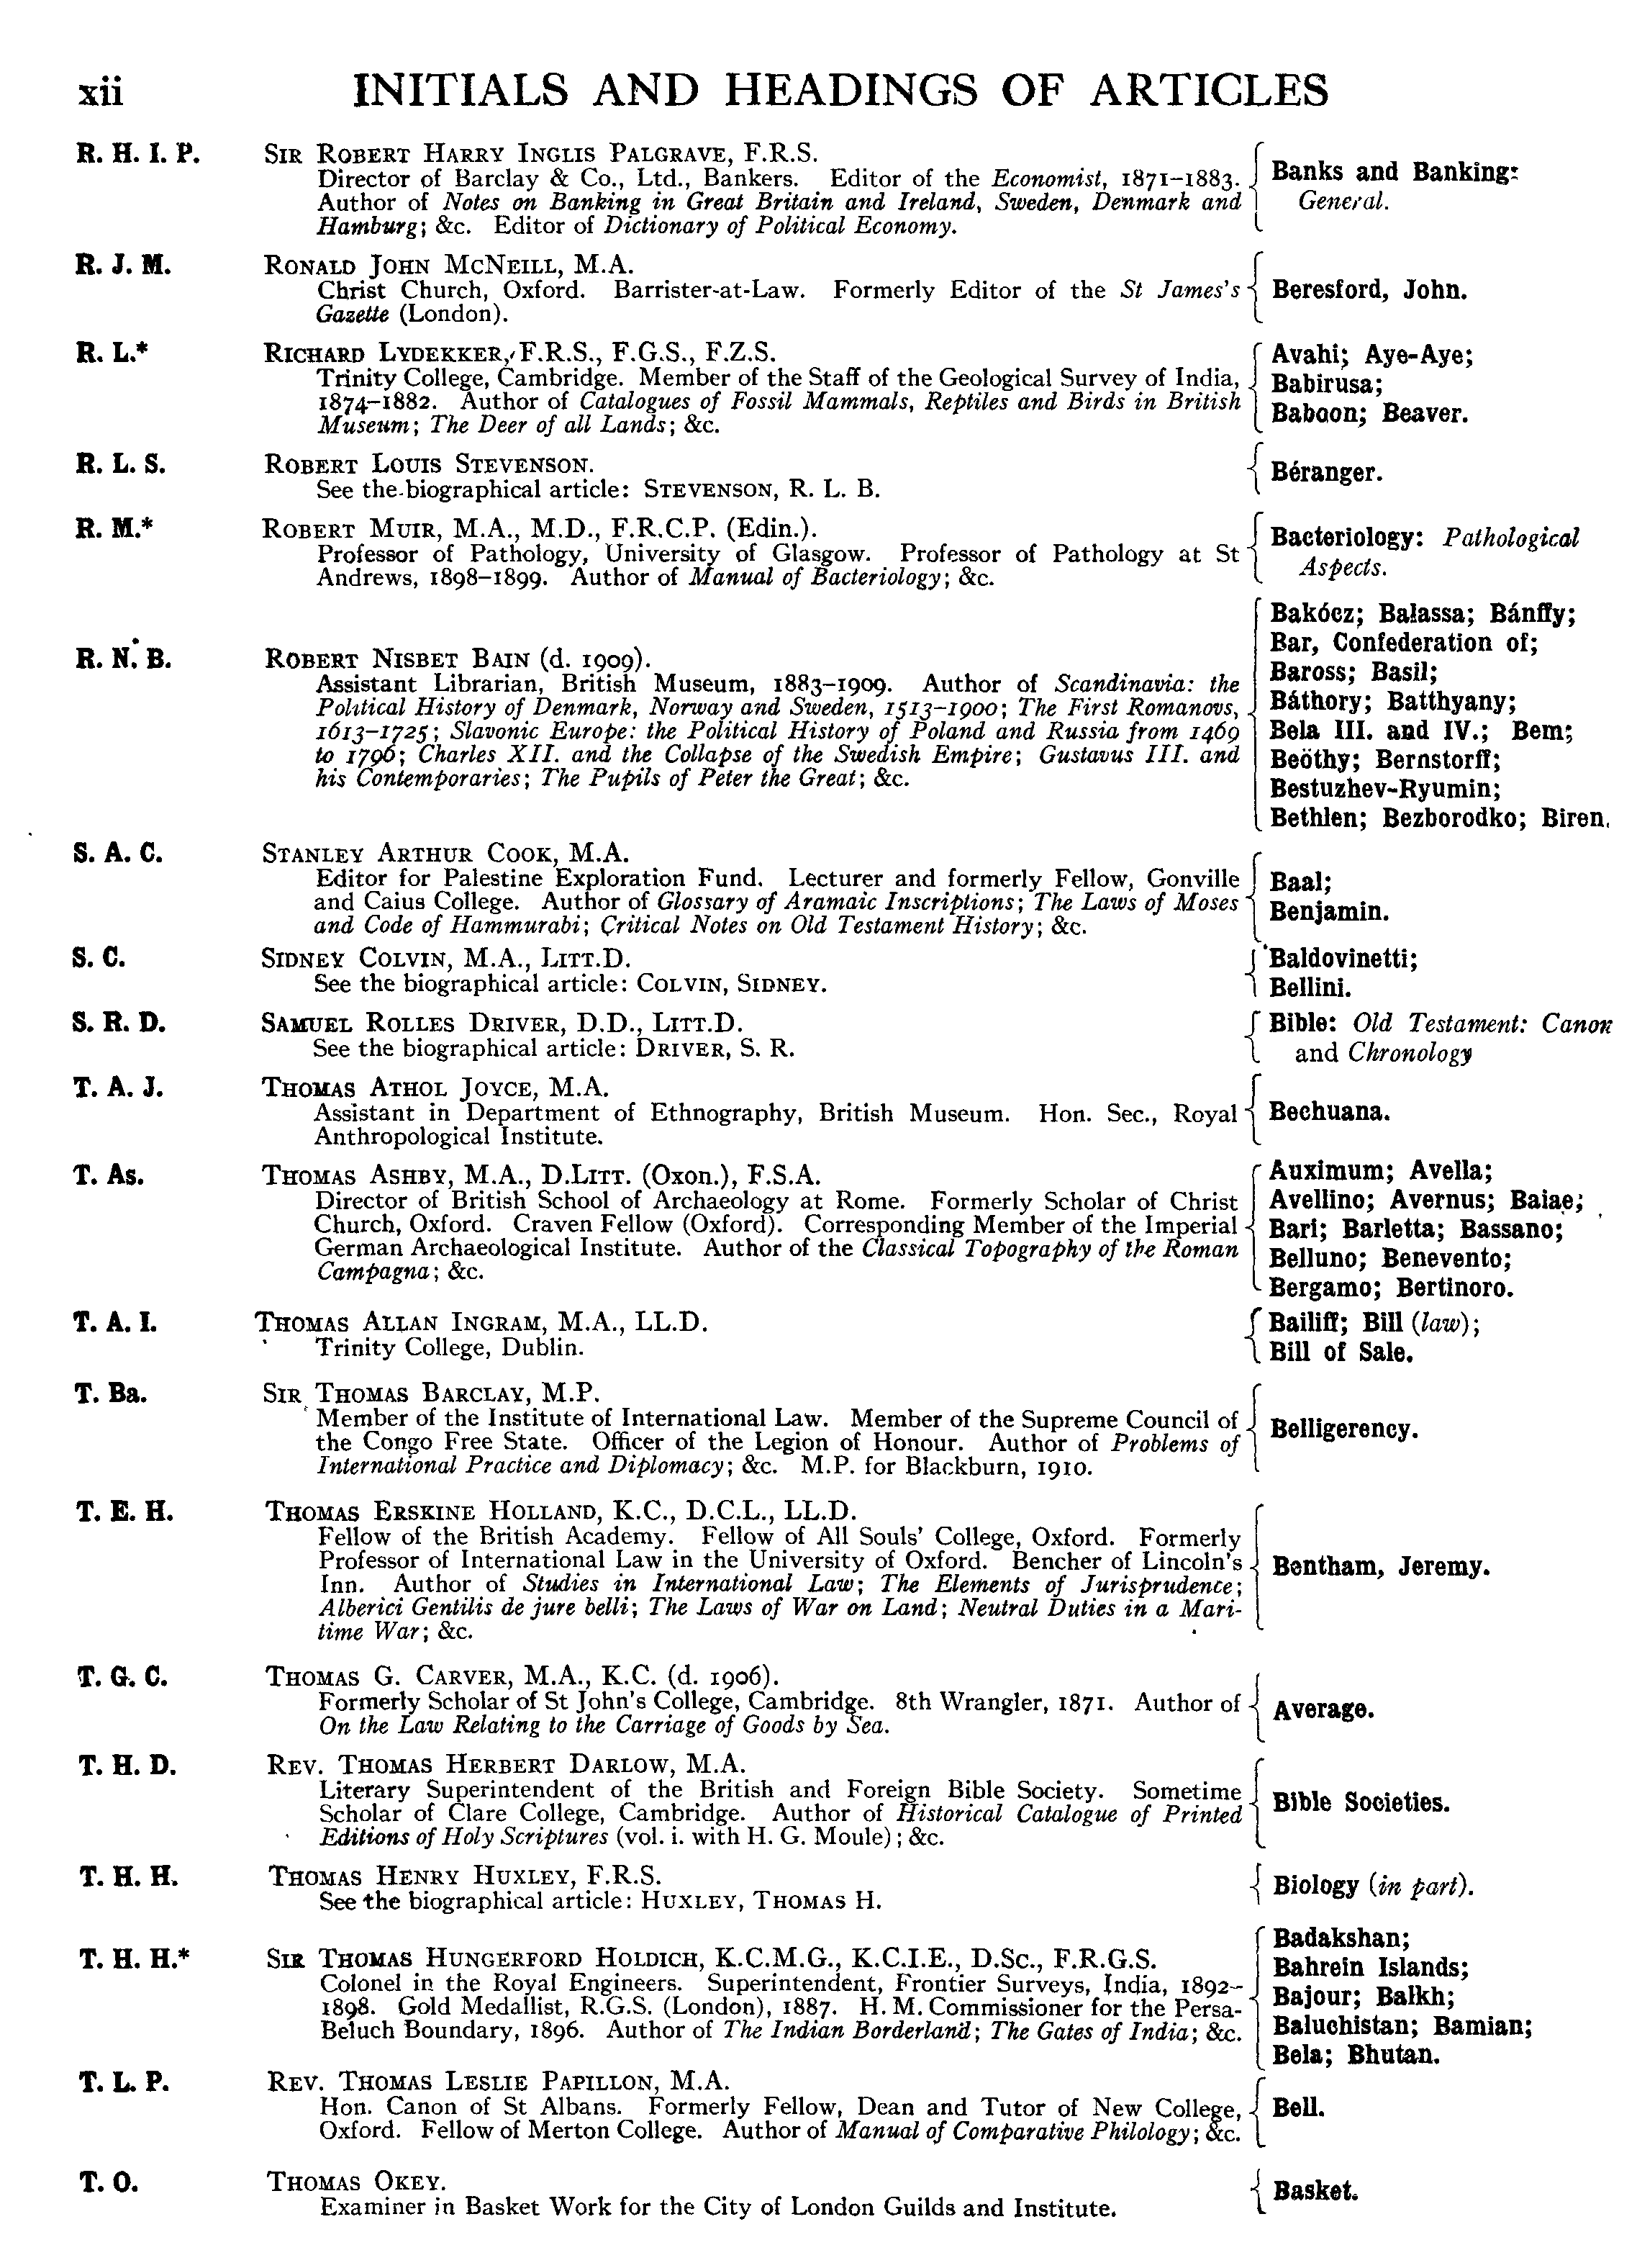 xii INITIALS AND HEADINGS OF ARTICLES
R. H. I. P. SIR ROBERT HARRY INGLIS PALGRAVE, F.R.S.
Director of Barclay & Co., Ltd., Bankers. Editor of the Economist, 1871–1883.
Author of Notes on Banking in Great Britain and Ireland, Sweden, Denmark and
Hamburg; &c. Editor of Dictionary of Political Economy.
Banks and Banking:
General.
R. J. M. RONALD JOHN MCNEILL, M.A.
Christ Church, Oxford. Barrister-at-Law. Formerly Editor of the St James's
Gazette (London).
Beresford, John.
R. L.* RICHARD LYDEKKER, F.R.S., F.G.S., F.Z.S.
Trinity College, Cambridge. Member of the Staff of the Geological Survey of India,
1874–1882. Author of Catalogues of Fossil Mammals, Reptiles and Birds in British
Museum; The Deer of all Lands; &c.
Avahi; Aye-Aye;
Babirusa;
Baboon; Beaver.
R. L. S. ROBERT LOUIS STEVENSON.
See the biographical article: STEVENSON, R. L. B.
Béranger.
R. M.* ROBERT MUIR, M.A., M.D., F.R.C.P. (Edin.).
Professor of Pathology, University of Glasgow. Professor of Pathology at St
Andrews, 1898–1899. Author of Manual of Bacteriology; &c.
Bacteriology: Pathological
Aspects.
R. N. B. ROBERT NISBET BAIN (d. 1909).
Assistant Librarian, British Museum, 1883–1909. Author of Scandinavia: the
Political History of Denmark, Norway and Sweden, 1513–1900; The First Romanovs,
1613–1725; Slavonic Europe: the Political History of Poland and Russia from 1469
to 1796; Charles XII. and the Collapse of the Swedish Empire; Gustavus III. and
his Contemporaries; The Pupils of Peter the Great; &c.
Bakócz; Balassa; Bánffy;
Bar, Confederation of;
Baross; Basil;
Báthory; Batthyany;
Bela III. and IV.; Bem;
Beöthy; Bernstorff;
Bestuzhev-Ryumin;
Bethlen; Bezborodko; Biren.
S. A. C. STANLEY ARTHUR COOK, M.A.
Editor for Palestine Exploration Fund. Lecturer and formerly Fellow, Gonville
and Caius College. Author of Glossary of Aramaic Inscriptions; The Laws of Moses
and Code of Hammurabi; Critical Notes on Old Testament History; &c.
Baal;
Benjamin.
S. C. SIDNEY COLVIN, M.A., LITT.D.
See the biographical article: COLVIN, SIDNEY.
Baldovinetti;
Bellini.
S. R. D. SAMUEL ROLLES DRIVER, D.D., LITT.D.
See the biographical article: DRIVER, S. R.
Bible: Old Testament: Canon
and Chronology
T. A. J. THOMAS ATHOL JOYCE, M.A.
Assistant in Department of Ethnography, British Museum. Hon. Sec., Royal
Anthropological Institute.
Bechuana.
T. As. THOMAS ASHBY, M.A., D.LITT. (Oxon.), F.S.A.
Director of British School of Archaeology at Rome. Formerly Scholar of Christ
Church, Oxford. Craven Fellow (Oxford). Corresponding Member of the Imperial
German Archaeological Institute. Author of the Classical Topography of the Roman
Campagna; &c.
Auximum; Avella;
Avellino; Avernus; Baiae;
Bari; Barletta; Bassano;
Belluno; Benevento;
Bergamo; Bertinoro.
T. A. I. THOMAS ALLAN INGRAM, M.A., LL.D.
Trinity College, Dublin.
Bailiff; Bill (law);
Bill of Sale.
T. Ba. SIR THOMAS BARCLAY, M.P.
Member of the Institute of International Law. Member of the Supreme Council of
the Congo Free State. Officer of the Legion of Honour. Author of Problems of
International Practice and Diplomacy; &c. M.P. for Blackburn, 1910.
Belligerency.
T. E. H. THOMAS ERSKINE HOLLAND, K.C., D.C.L., LL.D.
Fellow of the British Academy. Fellow of All Souls' College, Oxford. Formerly
Professor of International Law in the University of Oxford. Bencher of Lincoln's
Inn. Author of Studies in International Law; The Elements of Jurisprudence;
Alberici Gentilis de jure belli; The Laws of War on Land; Neutral Duties in a Mari-
time War; &c.
Bentham, Jeremy.
T. G. C. THOMAS G. CARVER, M.A., K.C. (d. 1906).
Formerly Scholar of St John's College, Cambridge. 8th Wrangler, 1871. Author of
On the Law Relating to the Carriage of Goods by Sea.
Average.
T. H. D. REV. THOMAS HERBERT DARLOW, M.A.
Literary Superintendent of the British and Foreign Bible Society. Sometime
Scholar of Clare College, Cambridge. Author of Historical Catalogue of Printed
Editions of Holy Scriptures (vol. i. with H. G. Moule); &c.
Bible Societies.
T. H. H. THOMAS HENRY HUXLEY, F.R.S.
See the biographical article: HUXLEY, THOMAS H.
Biology (in part).
T. H. H.* SIR THOMAS HUNGERFORD HOLDICH, K.C.M.G., K.C.I.E., D.SC., F.R.G.S.
Colonel in the Royal Engineers. Superintendent, Frontier Surveys, India, 1892–
1898. Gold Medallist, R.G.S. (London), 1887. H. M. Commissioner for the Persa-
Beluch Boundary, 1896. Author of The Indian Borderland; The Gates of India; &c.
Badakshan;
Bahrein Islands;
Bajour; Balkh;
Baluchistan; Bamian;
Bela; Bhutan.
T. L. P. REV. THOMAS LESLIE PAPILLON, M.A.
Hon. Canon of St Albans. Formerly Fellow, Dean and Tutor of New College,
Oxford. Fellow of Merton College. Author of Manual of Comparative Philology; &c.
Bell.
T. O. THOMAS OKEY.
Examiner in Basket Work for the City of London Guilds and Institute.
Basket.